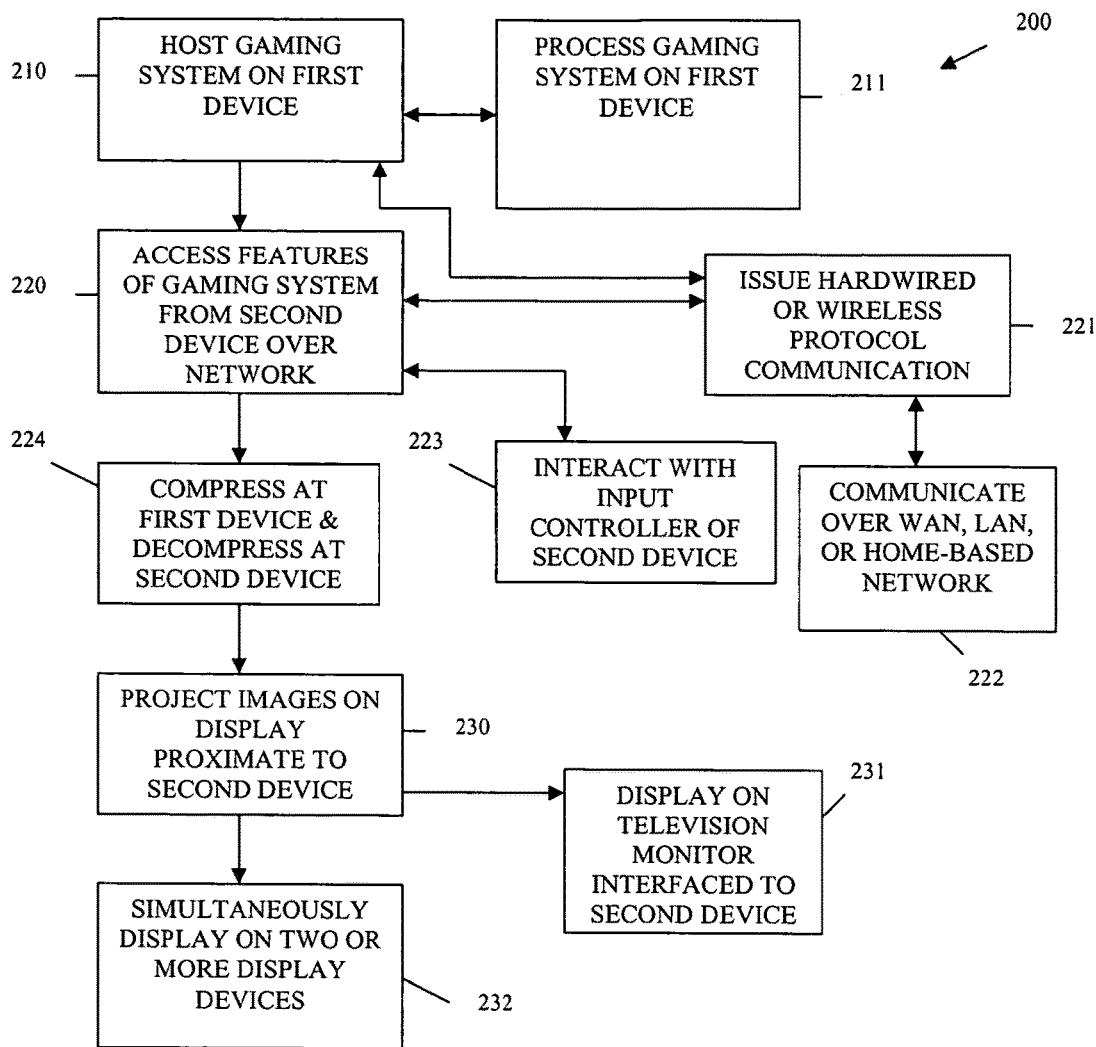 200
210
HOST GAMING
SYSTEM ON FIRST
DEVICE
PROCESS GAMING
SYSTEM ON FIRST
DEVICE
211
220
ACCESS FEATURES
OF GAMING SYSTEM
FROM SECOND
DEVICE OVER
NETWORK
ISSUE HARDWIRED
OR WIRELESS
PROTOCOL
COMMUNICATION
221
224
COMPRESS AT
FIRST DEVICE &
DECOMPRESS AT
SECOND DEVICE
223
INTERACT WITH
INPUT
CONTROLLER OF
SECOND DEVICE
COMMUNICATE
OVER WAN, LAN,
OR HOME-BASED
NETWORK
222
PROJECT IMAGES ON
DISPLAY
PROXIMATE TO
SECOND DEVICE
230
DISPLAY ON
TELEVISION
MONITOR
INTERFACED TO
SECOND DEVICE
231
SIMULTANEOUSLY
DISPLAY ON TWO OR
MORE DISPLAY
DEVICES
232